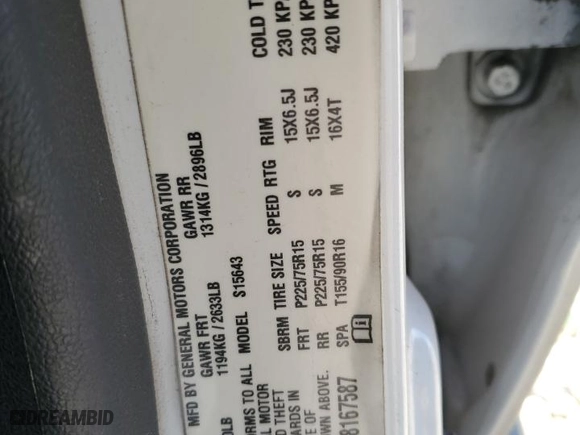 MFD BY GENERAL MOTORS CORPORATION
GAWR FRT GAWR RR
1194KG / 2633LB 1314KG / 2896LB
RMS TO ALL MODEL S15643
L MOTOR SBRM TIRE SIZE SPEED RTG RIM COLD T
D THEFT FRT P225/75R15 S 15X6.5J 230 KP
ARDS IN RR P225/75R15 S 15X6.5J 230 KP
E OF SPA T155/90R16 M 16X4T 420 KP
WN ABOVE.
8167587
DREAMBID